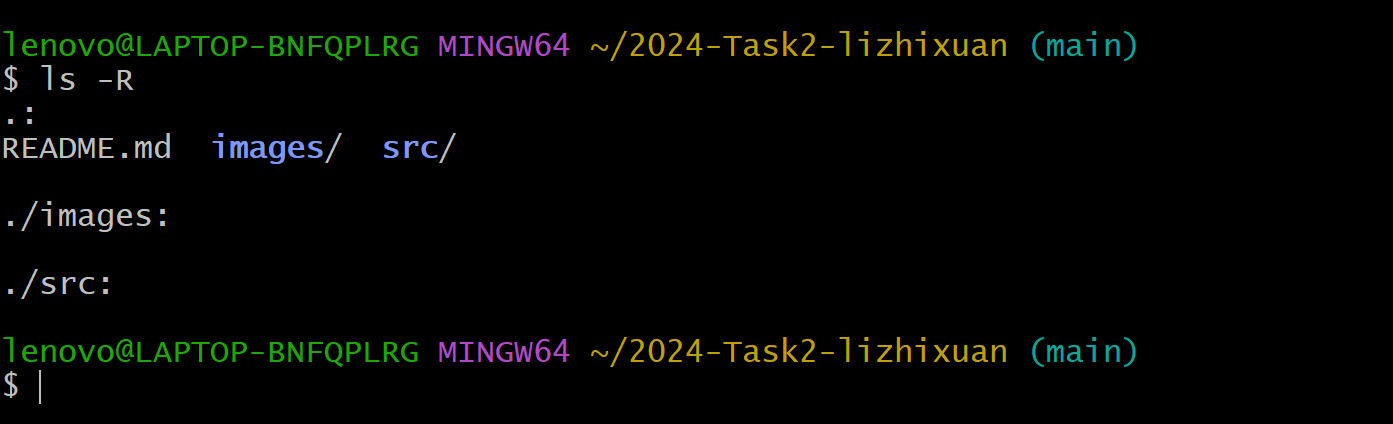 lenovo@LAPTOP-BNFQPLRG MINGW64 ~/2024-Task2-lizhixuan (main)
$ ls -R
.:
README.md  images/  src/
./images:
./src:
lenovo@LAPTOP-BNFQPLRG MINGW64 ~/2024-Task2-lizhixuan (main)
$